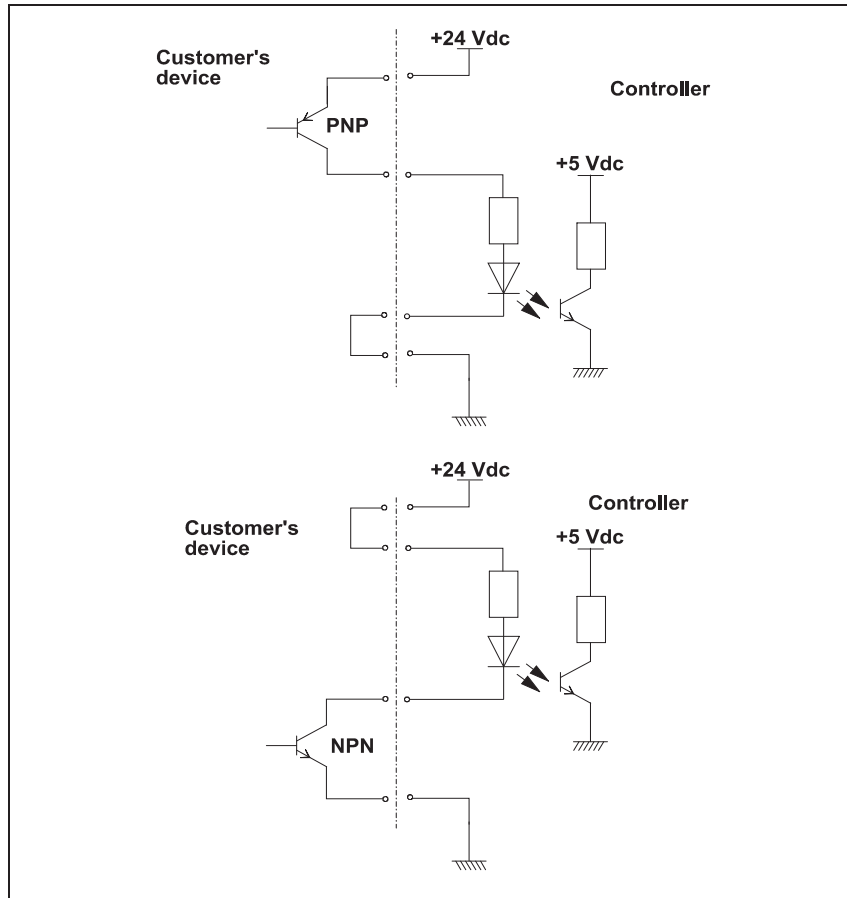 +24 Vdc
Customer's
device
Controller
PNP
+5 Vdc
+24 Vdc
Controller
Customer's
device
+5 Vdc
NPN